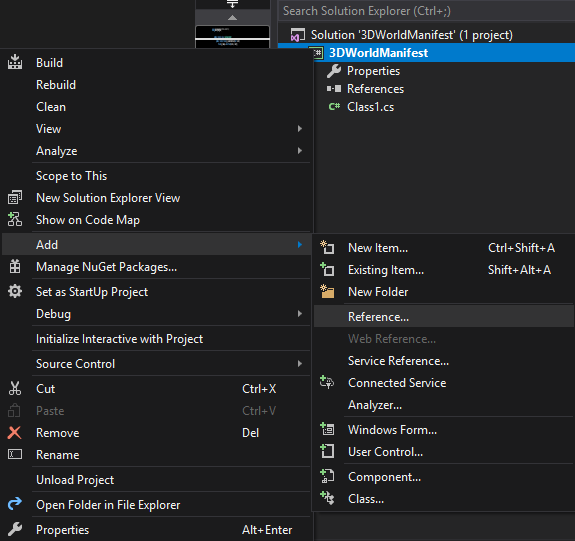 Search Solution Explorer (Ctrl+;)
Solution '3DWorldManifest' (1 project)
3DWorldManifest
Properties
References
C# Class1.cs
Build
Rebuild
Clean
View
Analyze
Scope to This
New Solution Explorer View
Show on Code Map
Add
Manage NuGet Packages...
Set as StartUp Project
Debug
Initialize Interactive with Project
Source Control
Cut Ctrl+X
Paste Ctrl+V
Remove Del
Rename
Unload Project
Open Folder in File Explorer
Properties Alt+Enter
New Item... Ctrl+Shift+A
Existing Item... Shift+Alt+A
New Folder
Reference...
Web Reference...
Service Reference...
Connected Service
Analyzer...
Windows Form...
User Control...
Component...
Class...